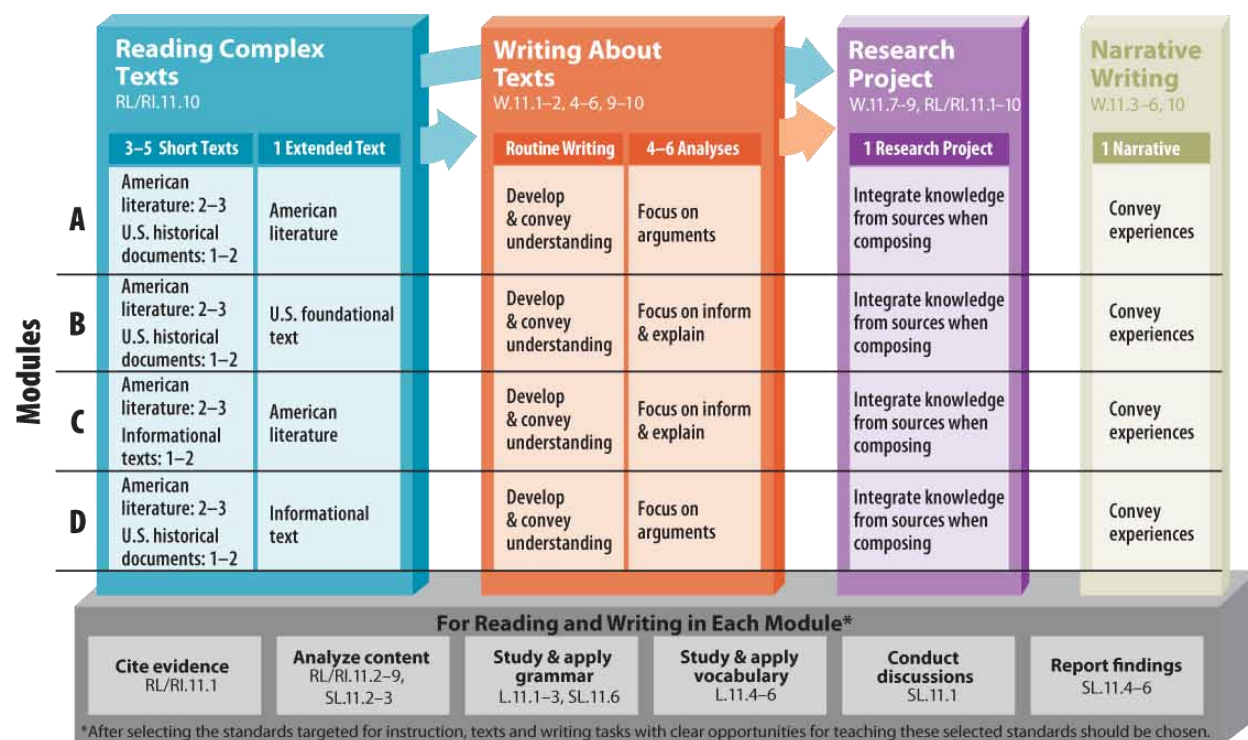 Reading Complex
Texts
RL/RI.11.10
3–5 Short Texts
1 Extended Text
Writing About
Texts
W.11.1–2, 4–6, 9–10
Routine Writing
4–6 Analyses
Research
Project
W.11.7–9, RL/RI.11.1–10
1 Research Project
Narrative
Writing
W.11.3–6, 10
1 Narrative
Modules
A
American
literature: 2–3
U.S. historical
documents: 1–2
American
literature
Develop
& convey
understanding
Focus on
arguments
Integrate knowledge
from sources when
composing
Convey
experiences
B
American
literature: 2–3
U.S. historical
documents: 1–2
U.S. foundational
text
Develop
& convey
understanding
Focus on inform
& explain
Integrate knowledge
from sources when
composing
Convey
experiences
C
American
literature: 2–3
Informational
texts: 1–2
American
literature
Develop
& convey
understanding
Focus on inform
& explain
Integrate knowledge
from sources when
composing
Convey
experiences
D
American
literature: 2–3
U.S. historical
documents: 1–2
Informational
text
Develop
& convey
understanding
Focus on
arguments
Integrate knowledge
from sources when
composing
Convey
experiences
For Reading and Writing in Each Module*
Cite evidence
RL/RI.11.1
Analyze content
RL/RI.11.2–9,
SL.11.2–3
Study & apply
grammar
L.11.1–3, SL.11.6
Study & apply
vocabulary
L.11.4–6
Conduct
discussions
SL.11.1
Report findings
SL.11.4–6
*After selecting the standards targeted for instruction, texts and writing tasks with clear opportunities for teaching these selected standards should be chosen.